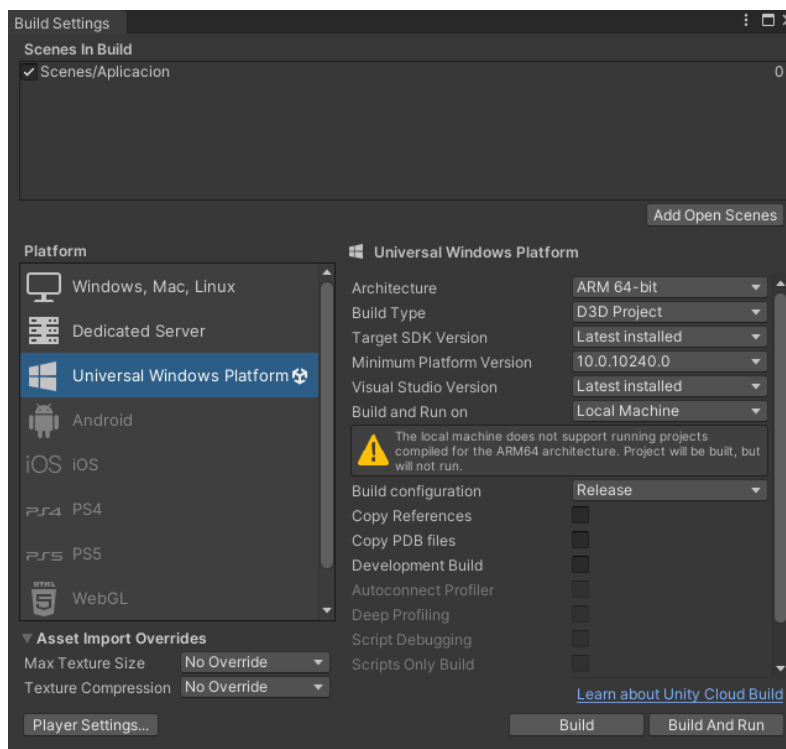 Build Settings
Scenes In Build
Scenes/Aplicacion 0
Add Open Scenes
Platform
Windows, Mac, Linux
Dedicated Server
Universal Windows Platform
Android
iOS iOS
PS4 PS4
PS5 PS5
HTML 5 WebGL
Universal Windows Platform
Architecture ARM 64-bit
Build Type D3D Project
Target SDK Version Latest installed
Minimum Platform Version 10.0.10240.0
Visual Studio Version Latest installed
Build and Run on Local Machine
The local machine does not support running projects
compiled for the ARM64 architecture. Project will be built, but
will not run.
Build configuration Release
Copy References
Copy PDB files
Development Build
Autoconnect Profiler
Deep Profiling
Script Debugging
Scripts Only Build
Asset Import Overrides
Max Texture Size No Override
Texture Compression No Override
Learn about Unity Cloud Build
Player Settings...
Build
Build And Run